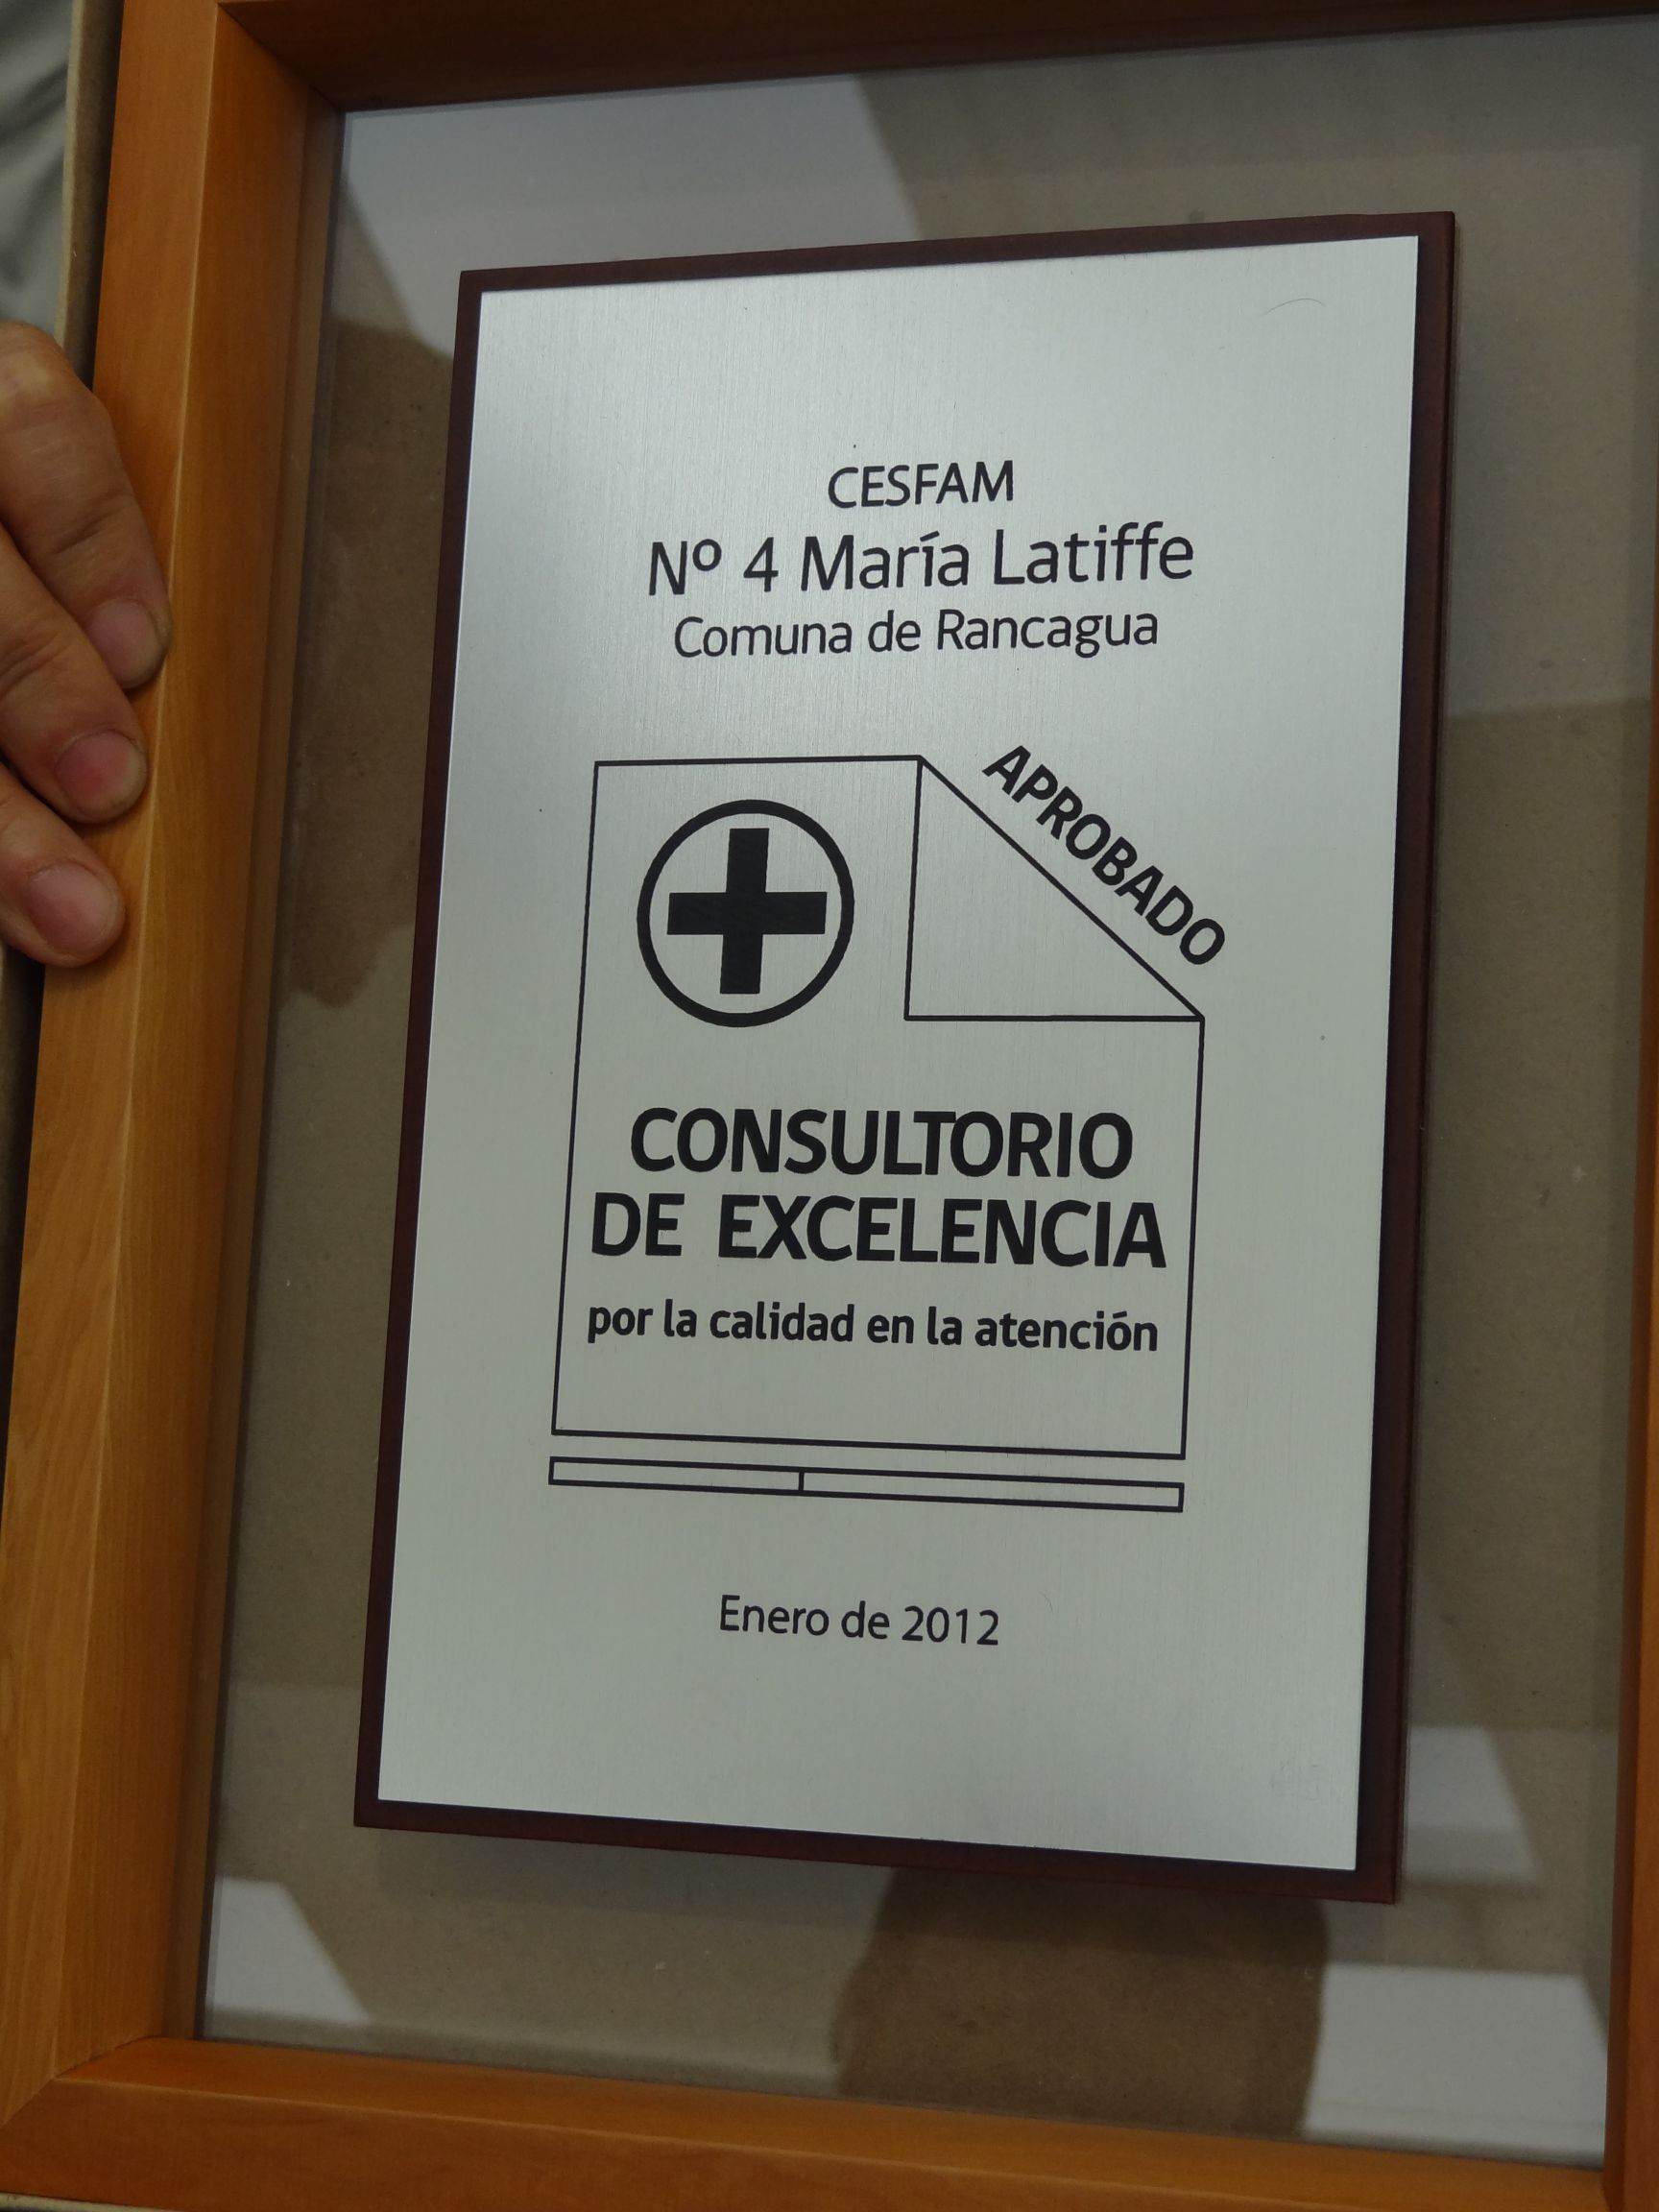 CESFAM
Nº 4 María Latiffe
Comuna de Rancagua
APROBADO
CONSULTORIO
DE EXCELENCIA
por la calidad en la atención
Enero de 2012